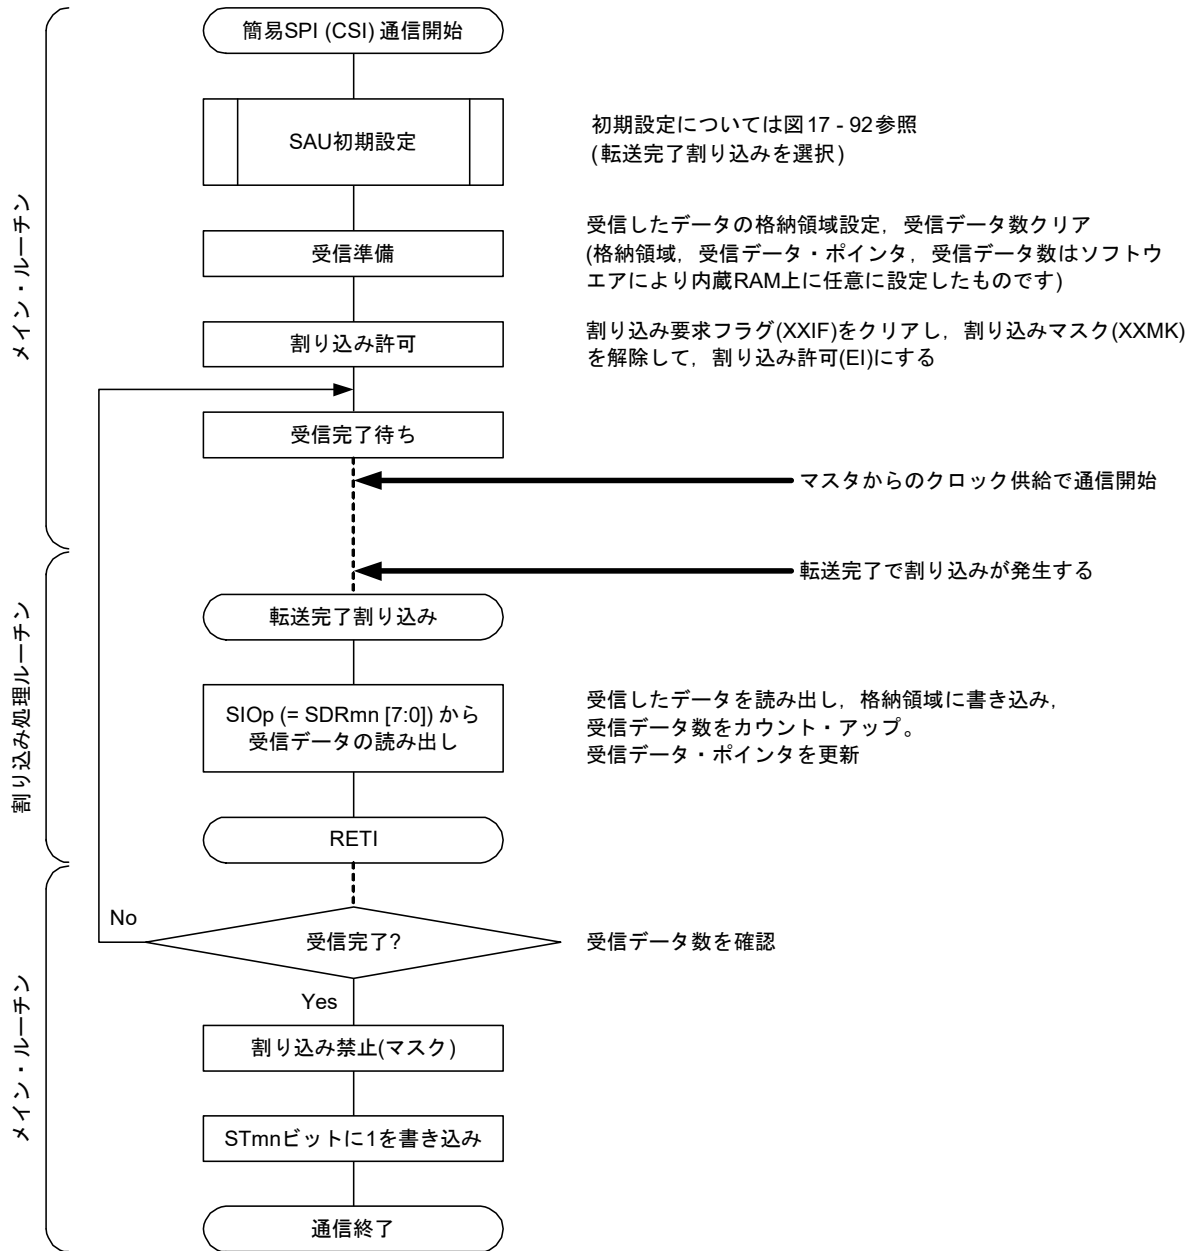 簡易SPI (CSI) 通信開始
SAU初期設定
初期設定については図17 - 92参照
(転送完了割り込みを選択)
受信準備
受信したデータの格納領域設定，受信データ数クリア
(格納領域，受信データ・ポインタ，受信データ数はソフトウ
エアにより内蔵RAM上に任意に設定したものです)
割り込み許可
割り込み要求フラグ(XXIF)をクリアし，割り込みマスク(XXMK)
を解除して，割り込み許可(EI)にする
メイン・ルーチン
受信完了待ち
マスタからのクロック供給で通信開始
転送完了で割り込みが発生する
転送完了割り込み
SIOp (= SDRmn [7:0]) から
受信データの読み出し
受信したデータを読み出し，格納領域に書き込み，
受信データ数をカウント・アップ。
受信データ・ポインタを更新
割り込み処理ルーチン
RETI
No
受信完了?
受信データ数を確認
Yes
割り込み禁止(マスク)
メイン・ルーチン
STmnビットに1を書き込み
通信終了